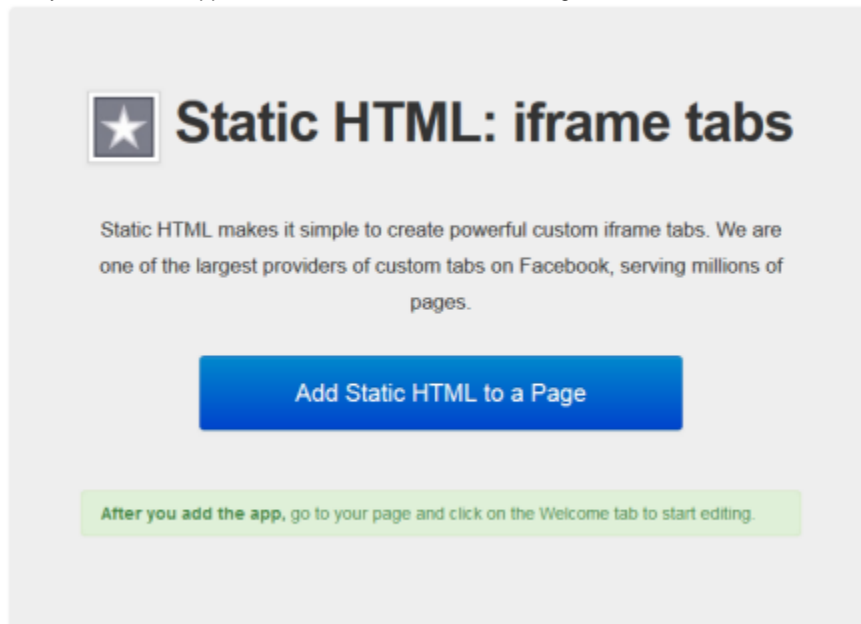 Static HTML: iframe tabs
Static HTML makes it simple to create powerful custom iframe tabs. We are
one of the largest providers of custom tabs on Facebook, serving millions of
pages.
Add Static HTML to a Page
After you add the app, go to your page and click on the Welcome tab to start editing.